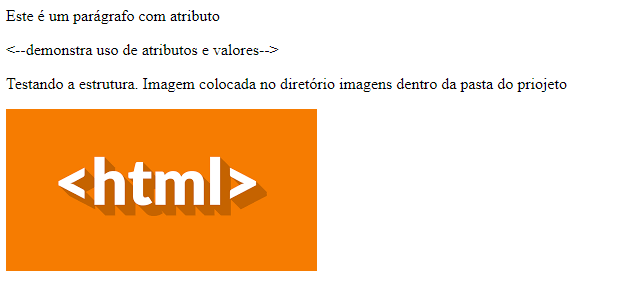 Este é um parágrafo com atributo
<--demonstra uso de atributos e valores-->
Testando a estrutura. Imagem colocada no diretório imagens dentro da pasta do priojeto
<html>